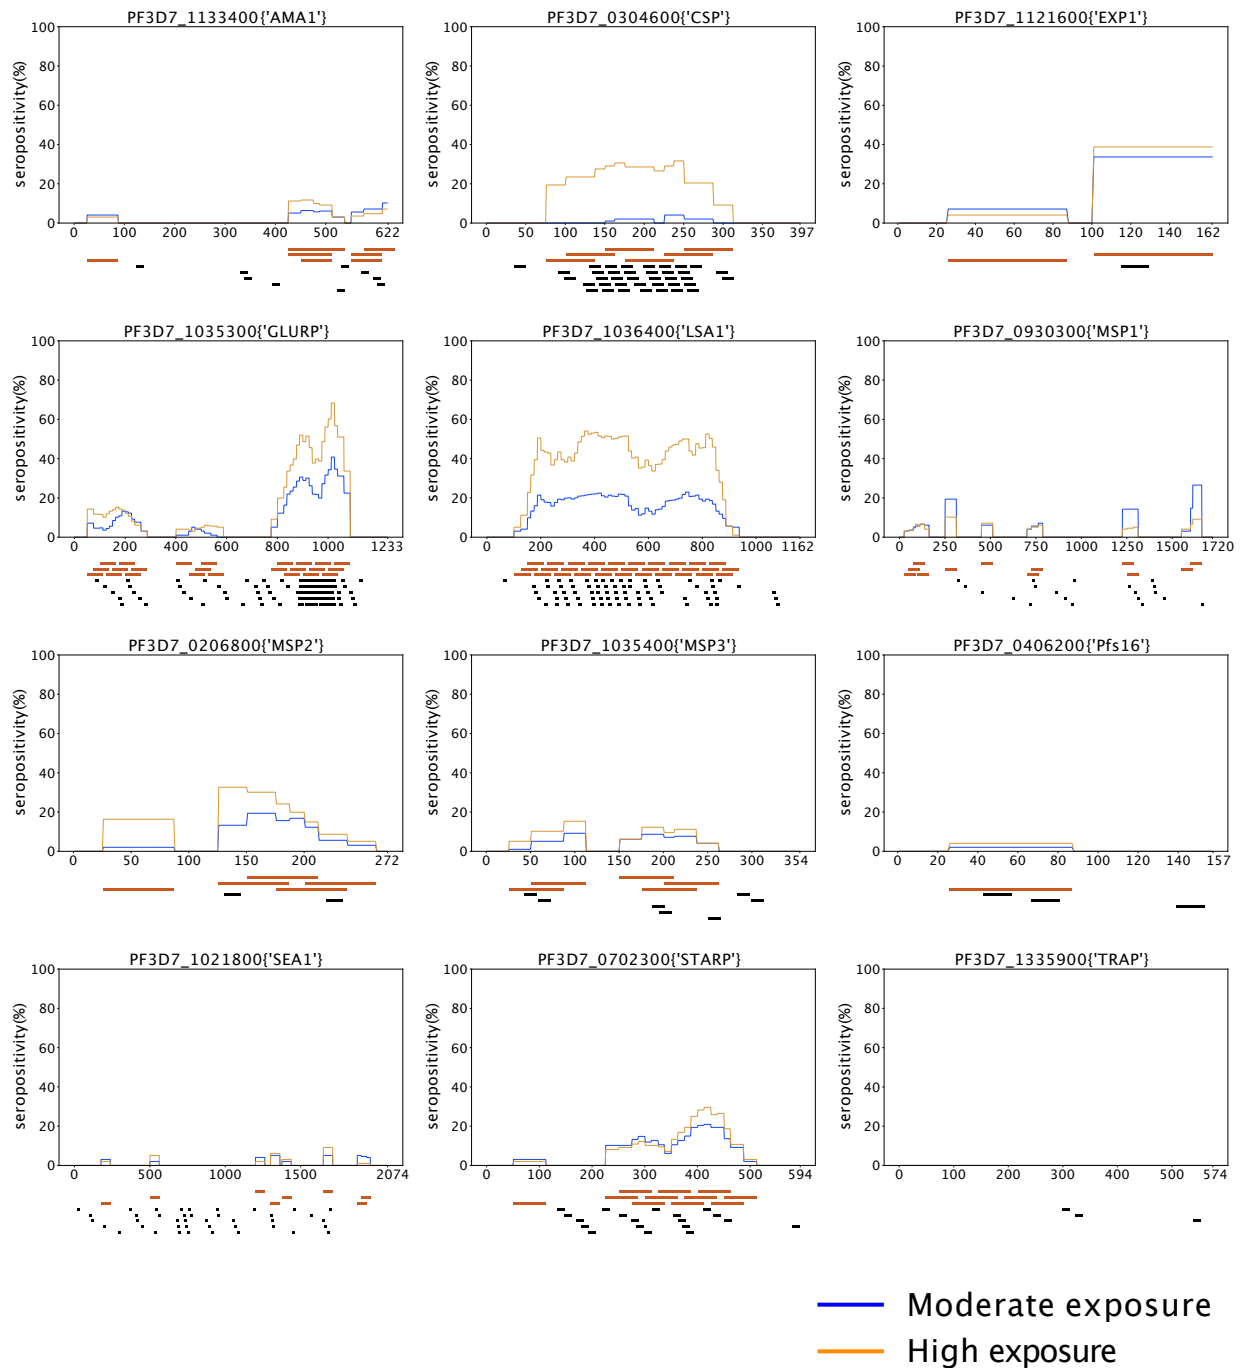 PF3D7_1133400{'AMA1'}
seropositivity(%)
100
80
60
40
20
0
0 100 200 300 400 500 622
PF3D7_0304600{'CSP'}
seropositivity(%)
100
80
60
40
20
0
0 50 100 150 200 250 300 350 397
PF3D7_1121600{'EXP1'}
seropositivity(%)
100
80
60
40
20
0
0 20 40 60 80 100 120 140 162
PF3D7_1035300{'GLURP'}
seropositivity(%)
100
80
60
40
20
0
0 200 400 600 800 1000 1233
PF3D7_1036400{'LSA1'}
seropositivity(%)
100
80
60
40
20
0
0 200 400 600 800 1000 1162
PF3D7_0930300{'MSP1'}
seropositivity(%)
100
80
60
40
20
0
0 250 500 750 1000 1250 1500 1720
PF3D7_0206800{'MSP2'}
seropositivity(%)
100
80
60
40
20
0
0 50 100 150 200 272
PF3D7_1035400{'MSP3'}
seropositivity(%)
100
80
60
40
20
0
0 50 100 150 200 250 300 354
PF3D7_0406200{'Pfs16'}
seropositivity(%)
100
80
60
40
20
0
0 20 40 60 80 100 120 140 157
PF3D7_1021800{'SEA1'}
seropositivity(%)
100
80
60
40
20
0
0 500 1000 1500 2074
PF3D7_0702300{'STARP'}
seropositivity(%)
100
80
60
40
20
0
0 100 200 300 400 500 594
PF3D7_1335900{'TRAP'}
seropositivity(%)
100
80
60
40
20
0
0 100 200 300 400 500 574
Moderate exposure
High exposure